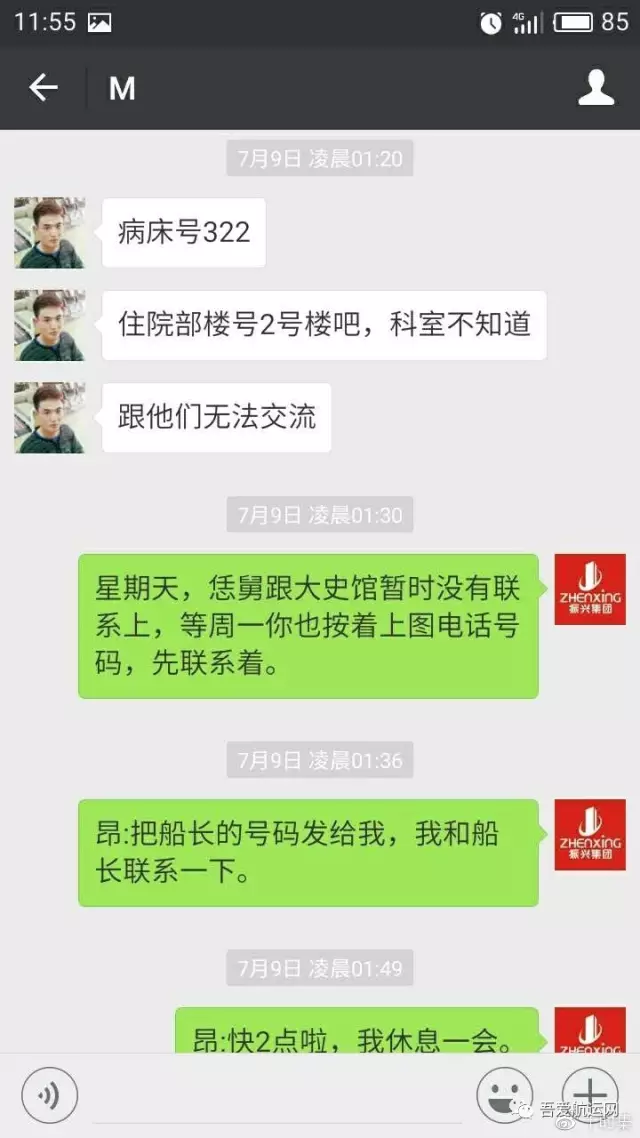 11:55
4G
85
M
7月9日 凌晨01:20
病床号322
住院部楼号2号楼吧，科室不知道
跟他们无法交流
7月9日 凌晨01:30
星期天，恁舅跟大史馆暂时没有联
系上，等周一你也按着上图电话号
码，先联系着。
ZHENXING
振兴集团
7月9日 凌晨01:36
昂:把船长的号码发给我，我和船
长联系一下。
ZHENXING
振兴集团
7月9日 凌晨01:49
昂:快2点啦，我休息一会。
ZHENXING
吾爱航运网